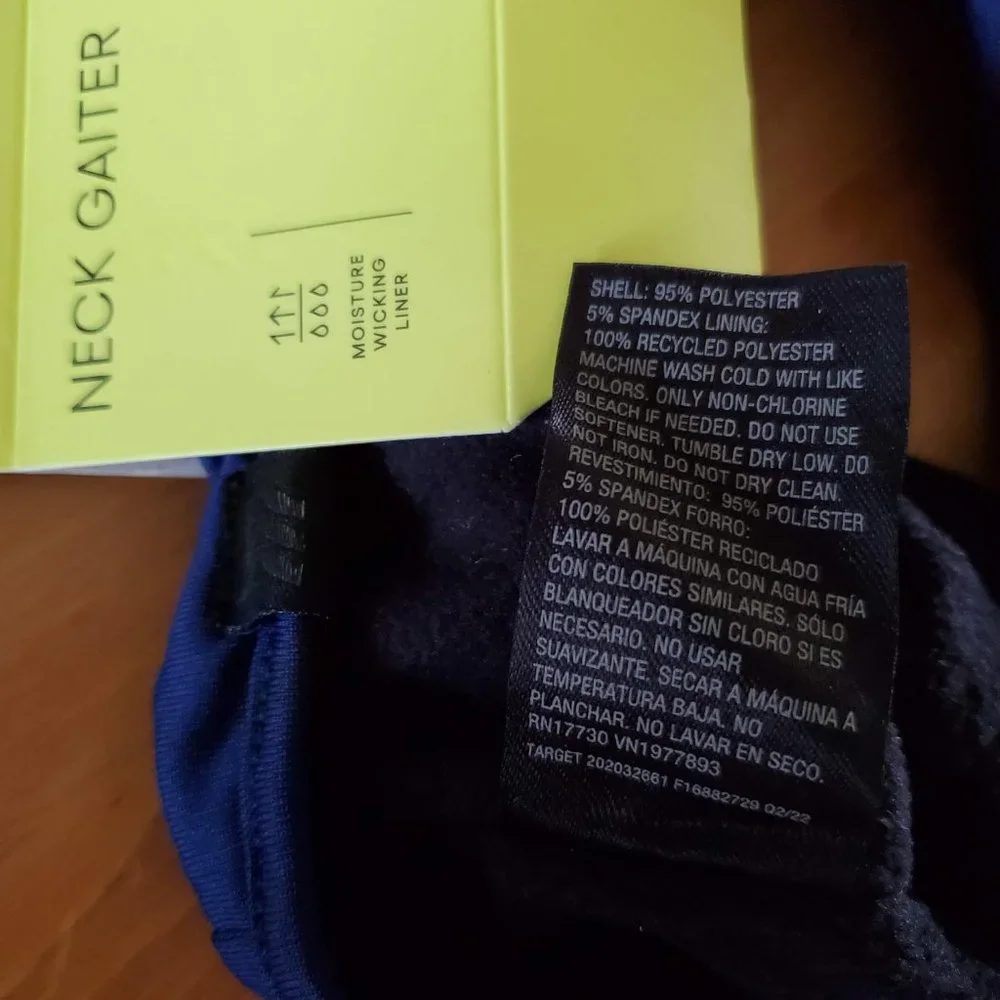 NECK GAITER
MOISTURE
WICKING
LINER
SHELL: 95% POLYESTER
5% SPANDEX LINING:
100% RECYCLED POLYESTER
MACHINE WASH COLD WITH LIKE
COLORS. ONLY NON-CHLORINE
BLEACH IF NEEDED. DO NOT USE
SOFTENER. TUMBLE DRY LOW. DO
NOT IRON. DO NOT DRY CLEAN.
REVESTIMIENTO: 95% POLIÉSTER
5% SPANDEX FORRO:
100% POLIÉSTER RECICLADO
LAVAR A MÁQUINA CON AGUA FRÍA
CON COLORES SIMILARES. SÓLO
BLANQUEADOR SIN CLORO SI ES
NECESARIO. NO USAR
SUAVIZANTE. SECAR A MÁQUINA A
TEMPERATURA BAJA. NO
PLANCHAR. NO LAVAR EN SECO.
RN17730 VN1977893
TARGET 202032661 F16882729 Q2/22